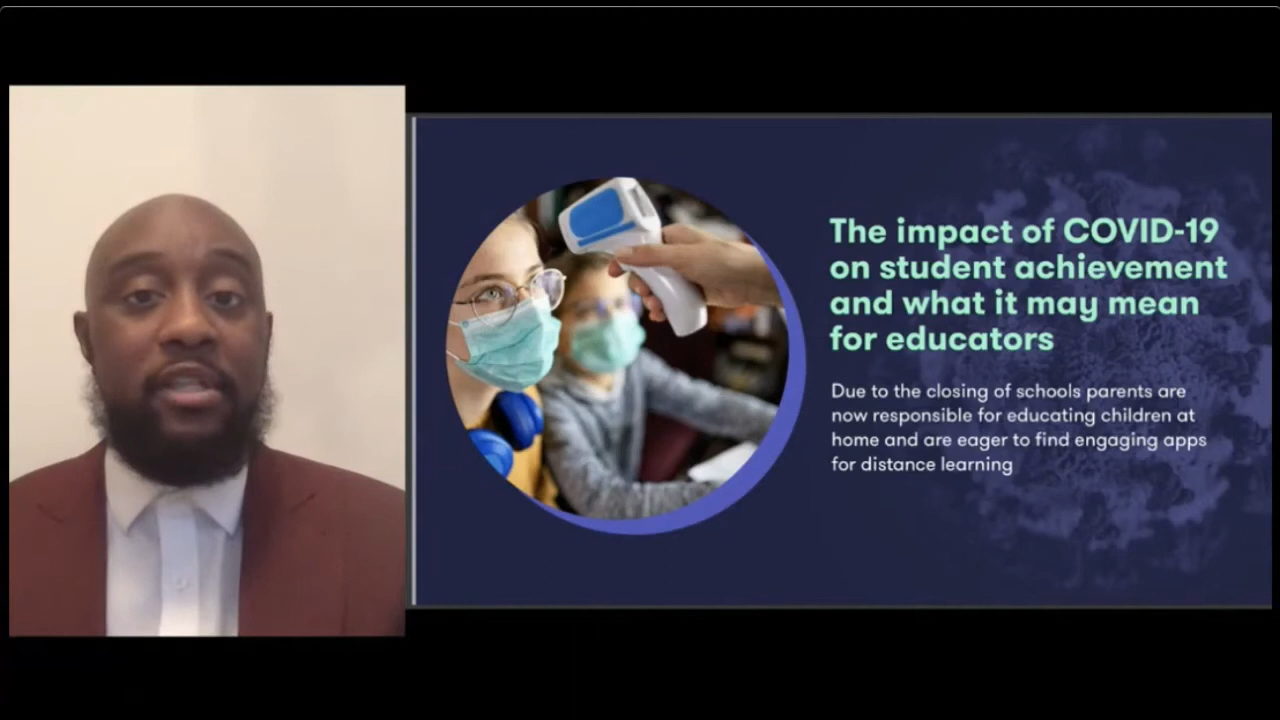 The impact of COVID-19
on student achievement
and what it may mean
for educators
Due to the closing of schools parents are
now responsible for educating children at
home and are eager to find engaging apps
for distance learning